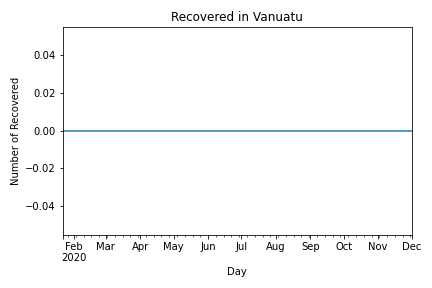 Recovered in Vanuatu
Number of Recovered
0.04
0.02
0.00
−0.02
−0.04
Feb Mar Apr May Jun Jul Aug Sep Oct Nov Dec
2020
Day